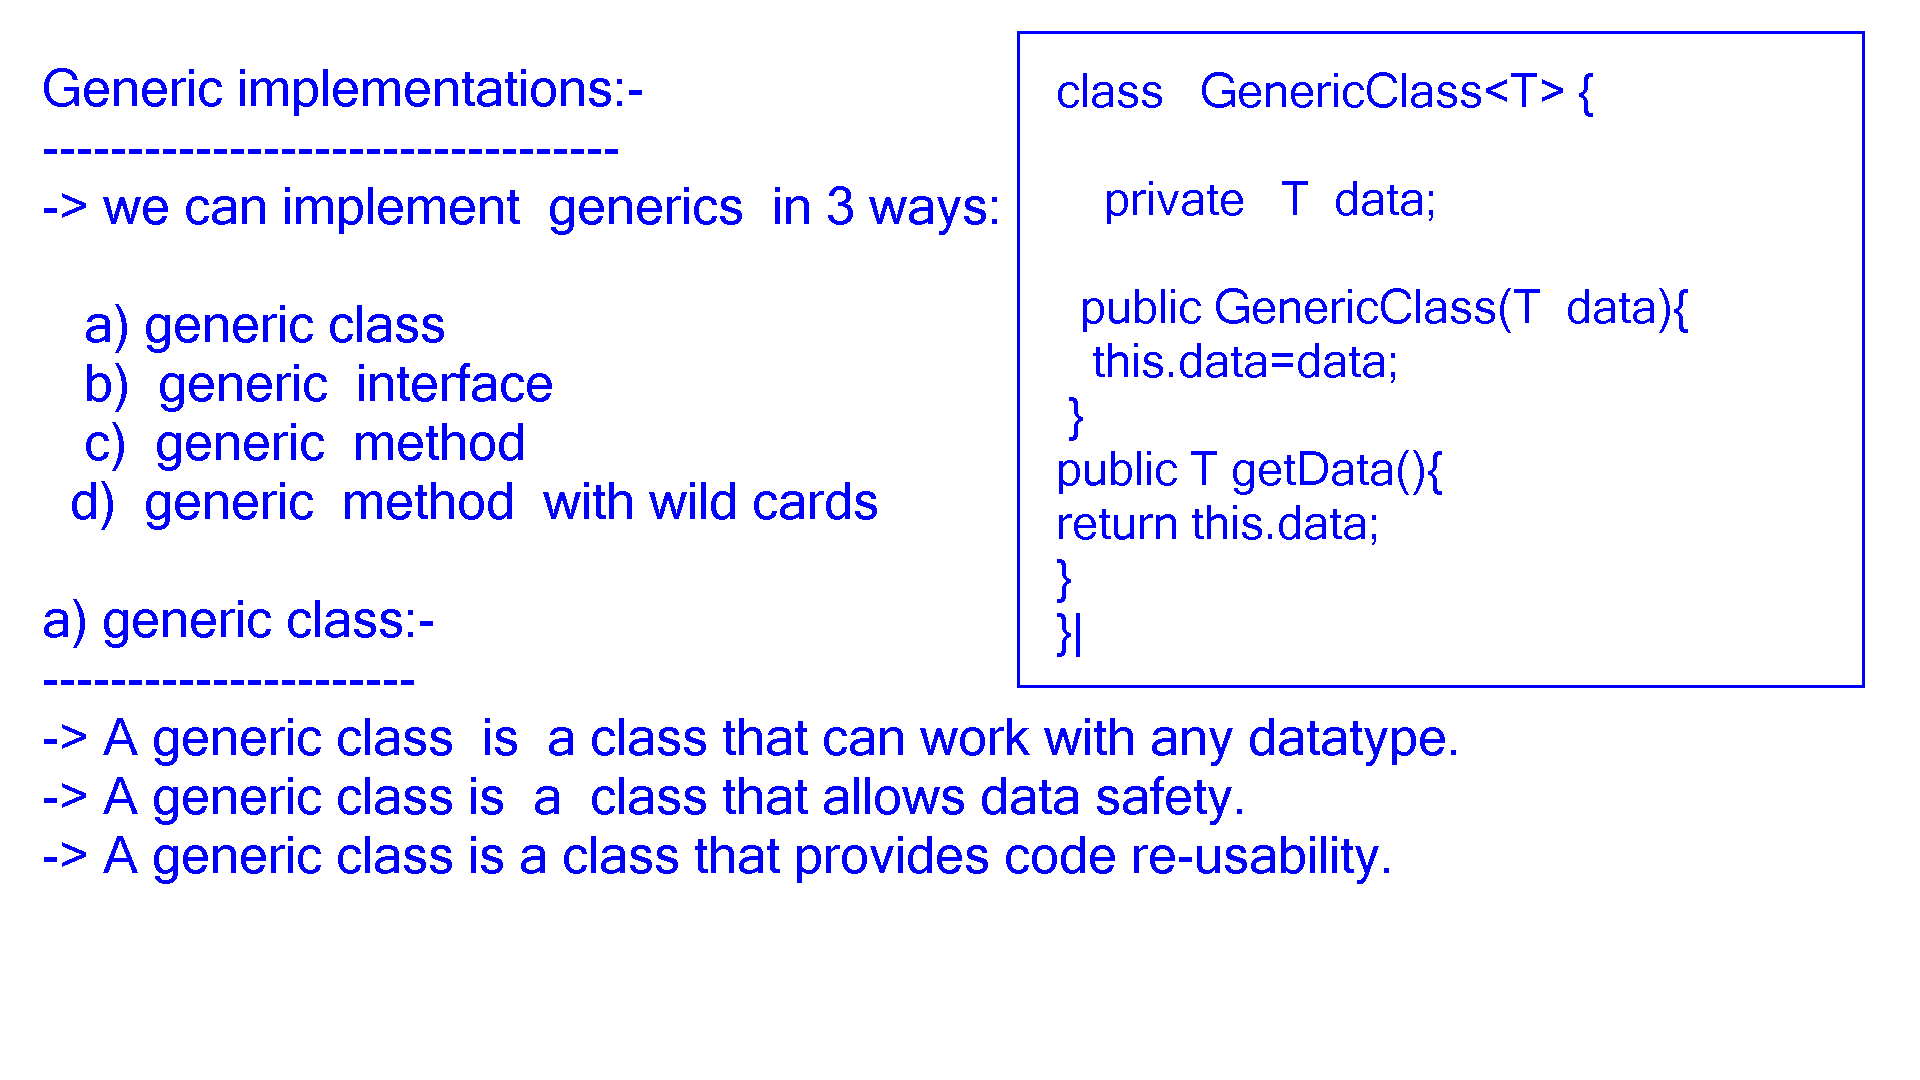 Generic implementations:-
----------------------------------
-> we can implement generics in 3 ways:
a) generic class
b) generic interface
c) generic method
d) generic method with wild cards
a) generic class:-
----------------------
-> A generic class is a class that can work with any datatype.
-> A generic class is a class that allows data safety.
-> A generic class is a class that provides code re-usability.
class GenericClass<T> {
private T data;
public GenericClass(T data){
this.data=data;
}
public T getData(){
return this.data;
}
}|